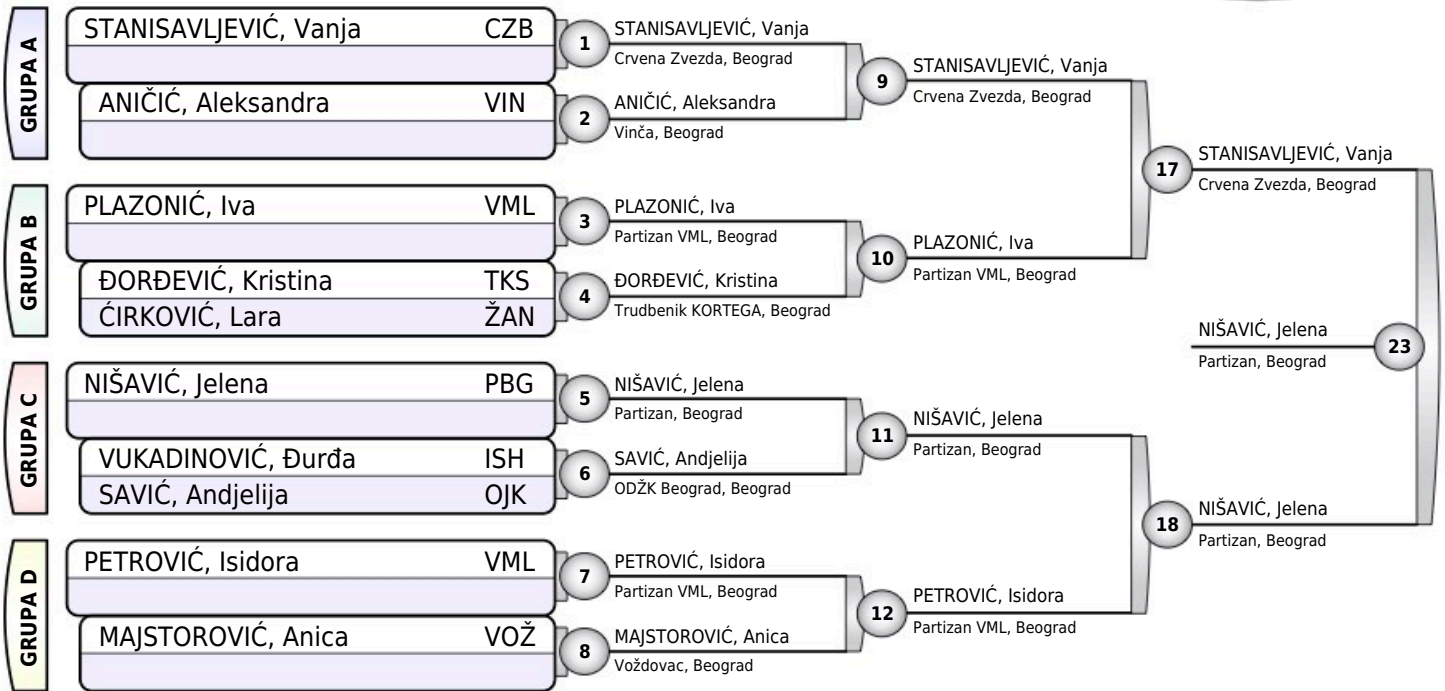 GRUPA A
STANISAVLJEVIĆ, Vanja CZB
ANIČIĆ, Aleksandra VIN
1
STANISAVLJEVIĆ, Vanja
Crvena Zvezda, Beograd
2
ANIČIĆ, Aleksandra
Vinča, Beograd
9
STANISAVLJEVIĆ, Vanja
Crvena Zvezda, Beograd
GRUPA B
PLAZONIĆ, Iva VML
ĐORĐEVIĆ, Kristina TKS
ĆIRKOVIĆ, Lara ŽAN
3
PLAZONIĆ, Iva
Partizan VML, Beograd
4
ĐORĐEVIĆ, Kristina
Trudbenik KORTEGA, Beograd
10
PLAZONIĆ, Iva
Partizan VML, Beograd
17
STANISAVLJEVIĆ, Vanja
Crvena Zvezda, Beograd
GRUPA C
NIŠAVIĆ, Jelena PBG
VUKADINOVIĆ, Đurđa ISH
SAVIĆ, Andjelija OJK
5
NIŠAVIĆ, Jelena
Partizan, Beograd
6
SAVIĆ, Andjelija
ODŽK Beograd, Beograd
11
NIŠAVIĆ, Jelena
Partizan, Beograd
GRUPA D
PETROVIĆ, Isidora VML
MAJSTOROVIĆ, Anica VOŽ
7
PETROVIĆ, Isidora
Partizan VML, Beograd
8
MAJSTOROVIĆ, Anica
Voždovac, Beograd
12
PETROVIĆ, Isidora
Partizan VML, Beograd
18
NIŠAVIĆ, Jelena
Partizan, Beograd
NIŠAVIĆ, Jelena
Partizan, Beograd
23